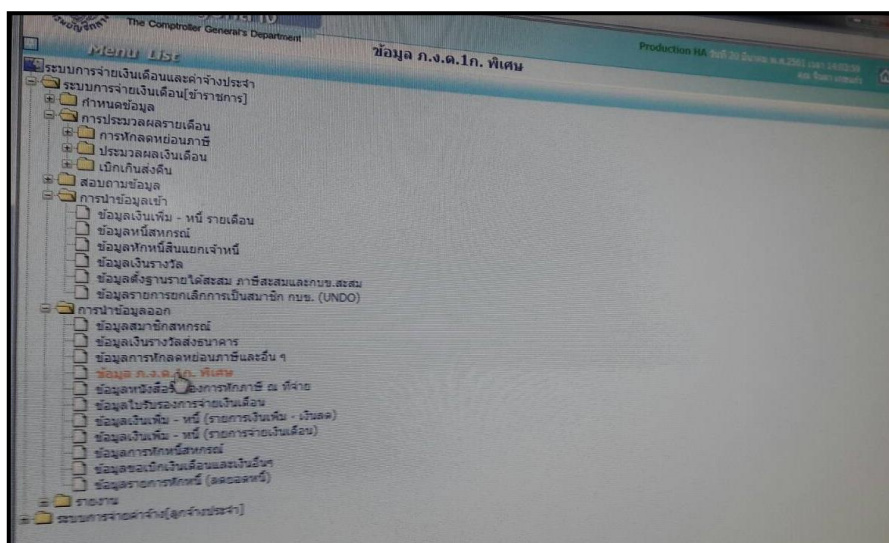 The Comptroller General's Department
Menu List
ข้อมูล ภ.ง.ด.1ก. พิเศษ
Production HA วันที่ 20 มีนาคม พ.ศ.2561 เวลา
ระบบการจ่ายเงินเดือนและค่าจ้างประจำ
ระบบการจ่ายเงินเดือน[ข้าราชการ]
กำหนดข้อมูล
การประมวลผลรายเดือน
การหักลดหย่อนภาษี
ประมวลผลเงินเดือน
เบิกเกินส่งคืน
สอบถามข้อมูล
การนำข้อมูลเข้า
ข้อมูลเงินเพิ่ม - หนี้ รายเดือน
ข้อมูลหนี้สหกรณ์
ข้อมูลหักหนี้สินแยกเจ้าหนี้
ข้อมูลเงินรางวัล
ข้อมูลตั้งฐานรายได้สะสม ภาษีสะสมและกบข.สะสม
ข้อมูลรายการยกเลิกการเป็นสมาชิก กบข. (UNDO)
การนำข้อมูลออก
ข้อมูลสมาชิกสหกรณ์
ข้อมูลเงินรางวัลส่งธนาคาร
ข้อมูลการหักลดหย่อนภาษีและอื่น ๆ
ข้อมูล ภ.ง.ด.1ก. พิเศษ
ข้อมูลหนังสือรับรองการหักภาษี ณ ที่จ่าย
ข้อมูลใบรับรองการจ่ายเงินเดือน
ข้อมูลเงินเพิ่ม - หนี้ (รายการเงินเพิ่ม - เงินลด)
ข้อมูลเงินเพิ่ม - หนี้ (รายการจ่ายเงินเดือน)
ข้อมูลการหักหนี้สหกรณ์
ข้อมูลขอเบิกเงินเดือนและเงินอื่นๆ
ข้อมูลรายการหักหนี้ (ลดยอดหนี้)
รายงาน
ระบบการจ่ายค่าจ้าง[ลูกจ้างประจำ]